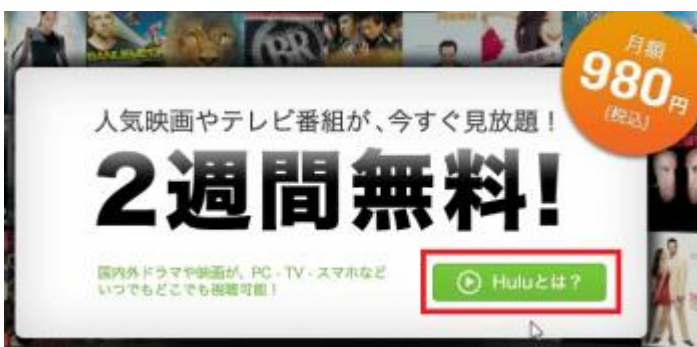 月額
980円
(税込)
人気映画やテレビ番組が、今すぐ見放題！
2週間無料!
国内外ドラマや映画が、PC・TV・スマホなど
いつでもどこでも視聴可能！
Huluとは？